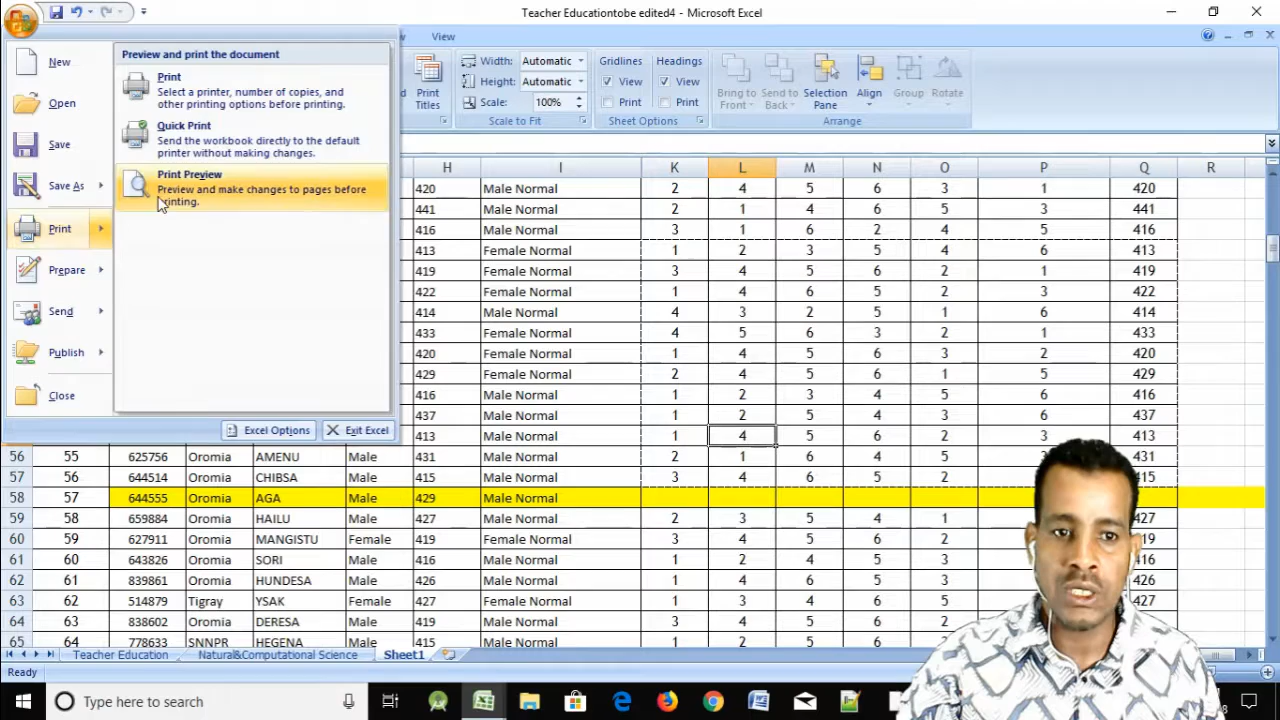 Teacher Educationtobe edited4 - Microsoft Excel
View
New
Open
Save
Save As
Print
Prepare
Send
Publish
Close
Preview and print the document
Print
Select a printer, number of copies, and
other printing options before printing.
Quick Print
Send the workbook directly to the default
printer without making changes.
Print Preview
Preview and make changes to pages before
printing.
Excel Options
Exit Excel
Print
Titles
Width: Automatic
Height: Automatic
Scale: 100%
Scale to Fit
Gridlines
View
Print
Headings
View
Print
Sheet Options
Bring to
Front
Send to
Back
Selection
Pane
Align
Group
Rotate
Arrange
H I K L M N O P Q R
420 Male Normal 2 4 5 6 3 1 420
441 Male Normal 2 1 4 6 5 3 441
416 Male Normal 3 1 6 2 4 5 416
413 Female Normal 1 2 3 5 4 6 413
419 Female Normal 3 4 5 6 2 1 419
422 Female Normal 1 4 6 5 2 3 422
414 Male Normal 4 3 2 5 1 6 414
433 Female Normal 4 5 6 3 2 1 433
420 Female Normal 1 4 5 6 3 2 420
429 Female Normal 2 4 5 6 1 5 429
416 Male Normal 1 2 3 4 5 6 416
437 Male Normal 1 2 5 4 3 6 437
413 Male Normal 1 4 5 6 2 3 413
56 55 625756 Oromia AMENU Male 431 Male Normal 2 1 6 4 5 431
57 56 644514 Oromia CHIBSA Male 415 Male Normal 3 4 6 5 2 415
58 57 644555 Oromia AGA Male 429 Male Normal
59 58 659884 Oromia HAILU Male 427 Male Normal 2 3 5 4 1 427
60 59 627911 Oromia MANGISTU Female 419 Female Normal 3 4 5 6 2
61 60 643826 Oromia SORI Male 416 Male Normal 1 2 4 5 3 416
62 61 839861 Oromia HUNDESA Male 426 Male Normal 1 4 6 5 3 426
63 62 514879 Tigray YSAK Female 427 Female Normal 1 3 4 6 5 427
64 63 838602 Oromia DERESA Male 419 Male Normal 3 4 5 6 2
65 64 778633 SNNPR HEGENA Male 415 Male Normal 1 2 5 6
Teacher Education Natural&Computational Science Sheet1
Ready
Type here to search